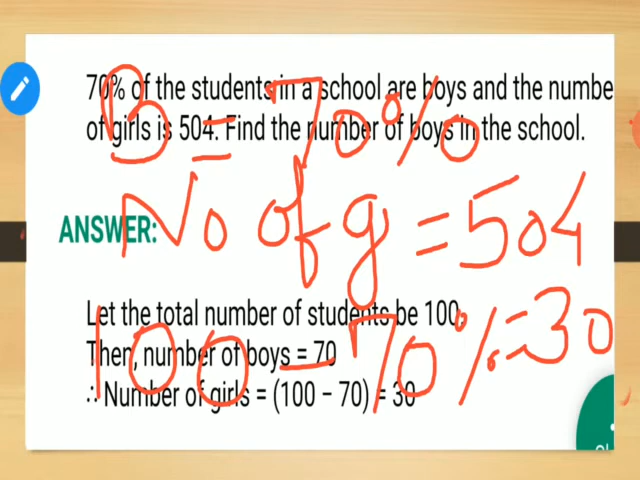 70% of the students in a school are boys and the numbe
of girls is 504. Find the number of boys in the school.
B = 70%
No of g = 504
ANSWER:
Let the total number of students be 100.
Then, number of boys = 70
100 - 70% = 30
∴ Number of girls = (100 − 70) = 30